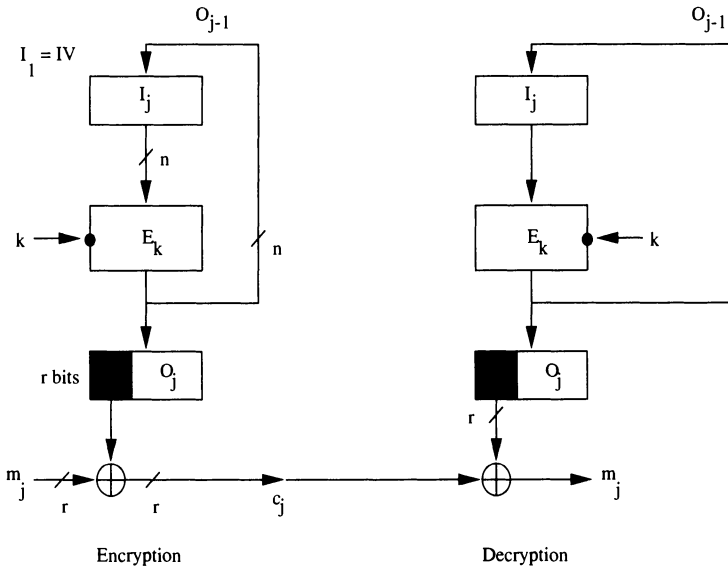 O_{j-1}
I_1 = IV
I_j
n
k
E_k
n
r bits
O_j
m_j
r
r
c_j
Encryption
O_{j-1}
I_j
E_k
k
O_j
r
m_j
Decryption